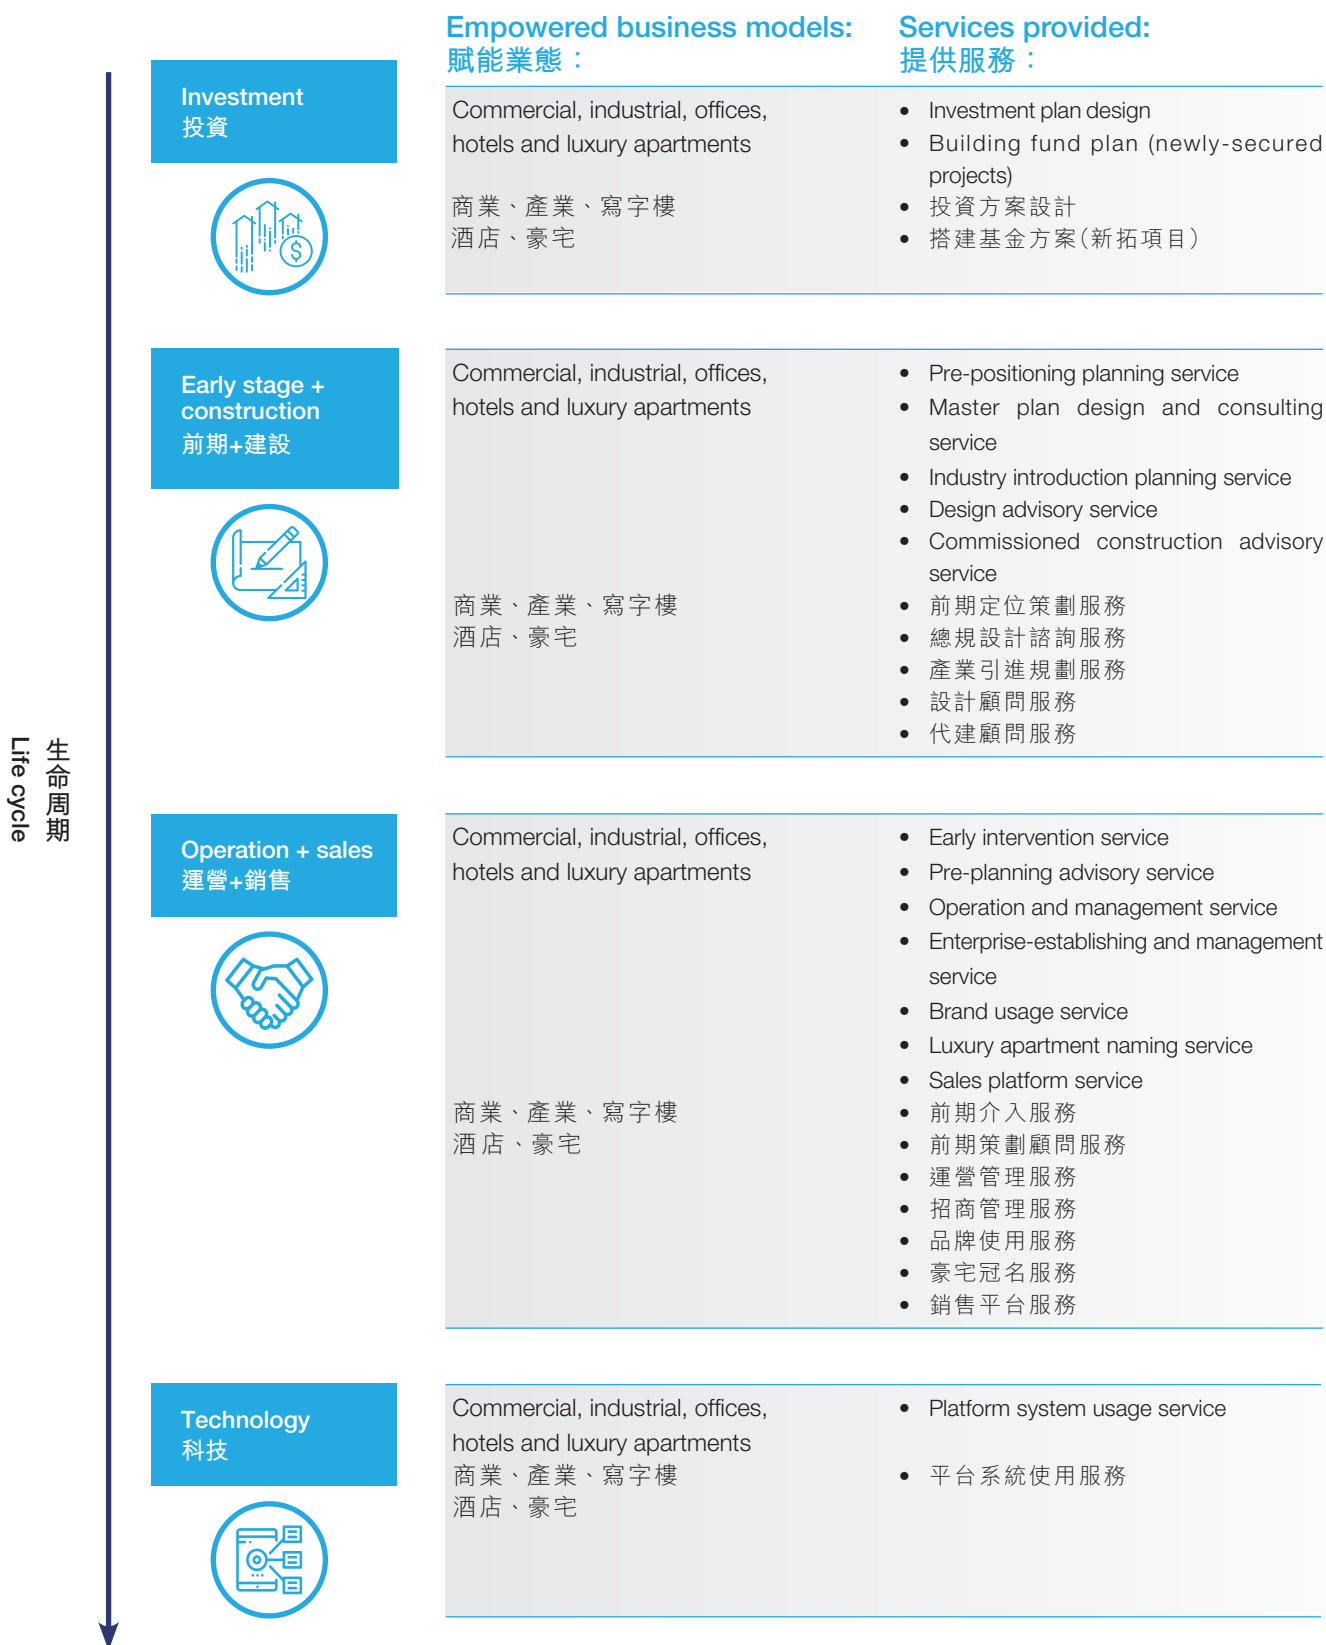 Empowered business models:
賦能業態：
Services provided:
提供服務：
Life cycle
生命周期
Investment
投資
Commercial, industrial, offices,
hotels and luxury apartments
商業、產業、寫字樓
酒店、豪宅
• Investment plan design
• Building fund plan (newly-secured
projects)
• 投資方案設計
• 搭建基金方案(新拓項目)
Early stage +
construction
前期+建設
Commercial, industrial, offices,
hotels and luxury apartments
商業、產業、寫字樓
酒店、豪宅
• Pre-positioning planning service
• Master plan design and consulting
service
• Industry introduction planning service
• Design advisory service
• Commissioned construction advisory
service
• 前期定位策劃服務
• 總規設計諮詢服務
• 產業引進規劃服務
• 設計顧問服務
• 代建顧問服務
Operation + sales
運營+銷售
Commercial, industrial, offices,
hotels and luxury apartments
商業、產業、寫字樓
酒店、豪宅
• Early intervention service
• Pre-planning advisory service
• Operation and management service
• Enterprise-establishing and management
service
• Brand usage service
• Luxury apartment naming service
• Sales platform service
• 前期介入服務
• 前期策劃顧問服務
• 運營管理服務
• 招商管理服務
• 品牌使用服務
• 豪宅冠名服務
• 銷售平台服務
Technology
科技
Commercial, industrial, offices,
hotels and luxury apartments
商業、產業、寫字樓
酒店、豪宅
• Platform system usage service
• 平台系統使用服務